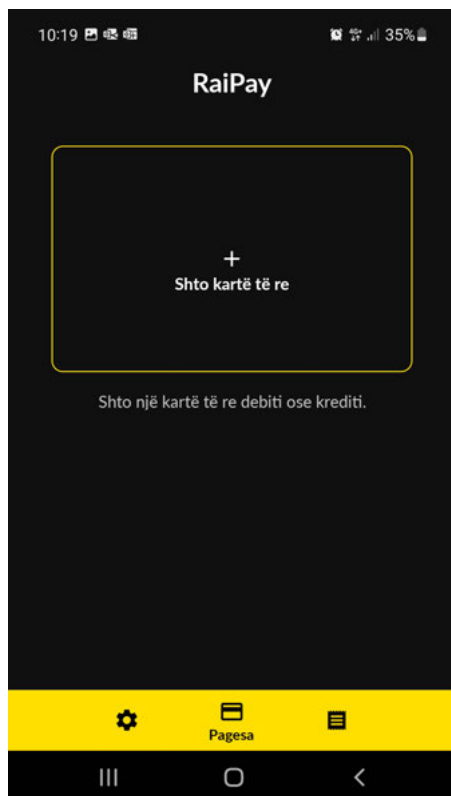 10:19
35%
RaiPay
+
Shto kartë të re
Shto një kartë të re debiti ose krediti.
Pagesa